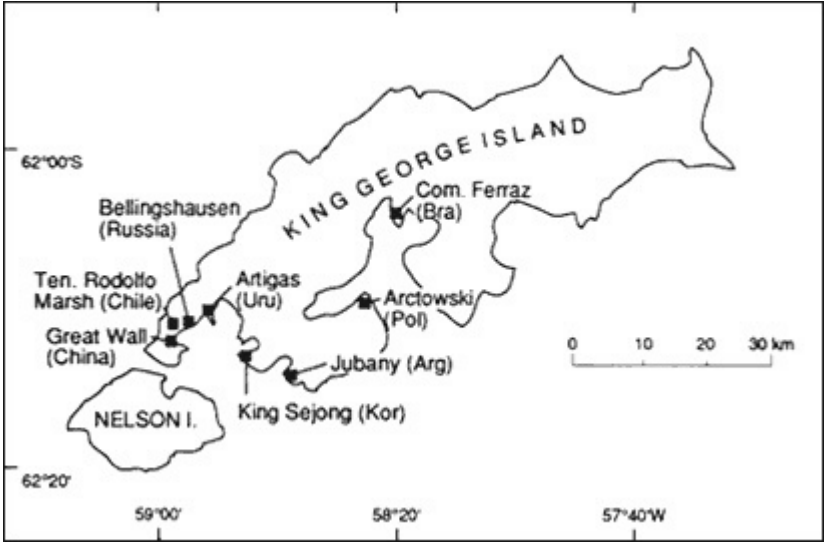 62°00'S
KING GEORGE ISLAND
Com. Ferraz
(Bra)
Bellingshausen
(Russia)
Ten. Rodolfo
Marsh (Chile)
Artigas
(Uru)
Arctowski
(Pol)
Great Wall
(China)
Jubany (Arg)
0 10 20 30 km
King Sejong (Kor)
NELSON I.
62°20'
59°00'
58°20'
57°40'W